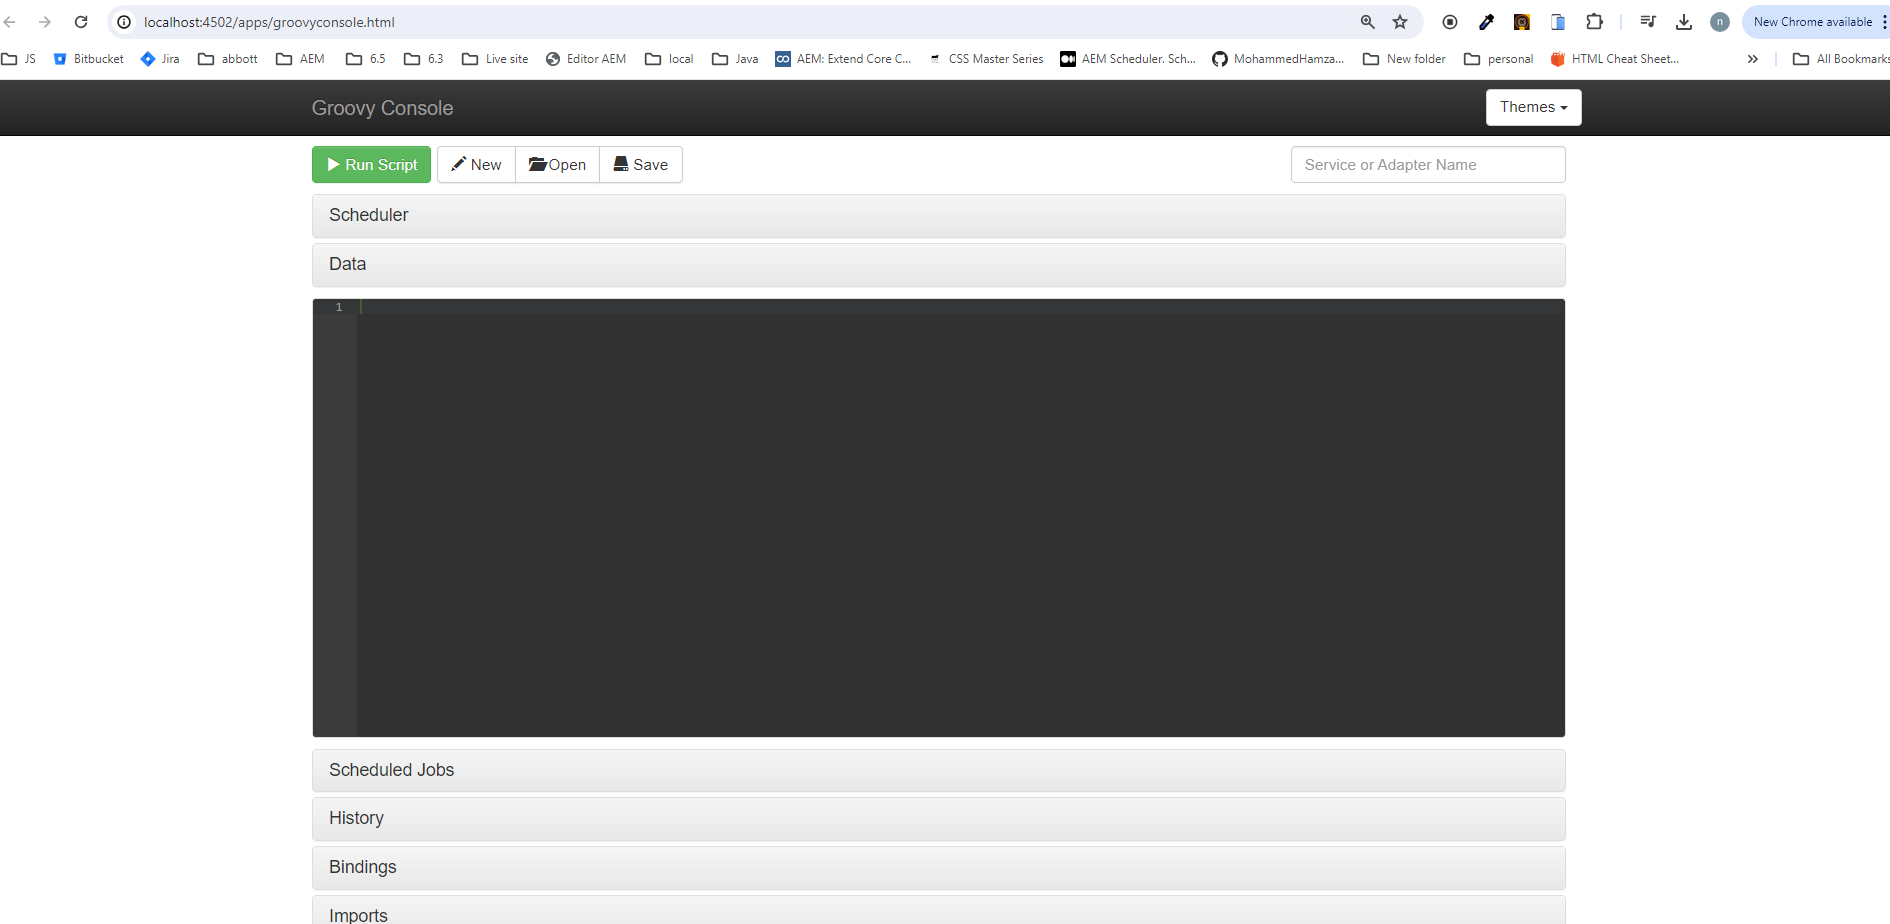 localhost:4502/apps/groovyconsole.html
n
New Chrome available
JS
Bitbucket
Jira
abbott
AEM
6.5
6.3
Live site
Editor AEM
local
Java
AEM: Extend Core C...
CSS Master Series
AEM Scheduler. Sch...
MohammedHamza...
New folder
personal
HTML Cheat Sheet...
All Bookmarks
Groovy Console
Themes
Run Script
New
Open
Save
Service or Adapter Name
Scheduler
Data
1
Scheduled Jobs
History
Bindings
Imports